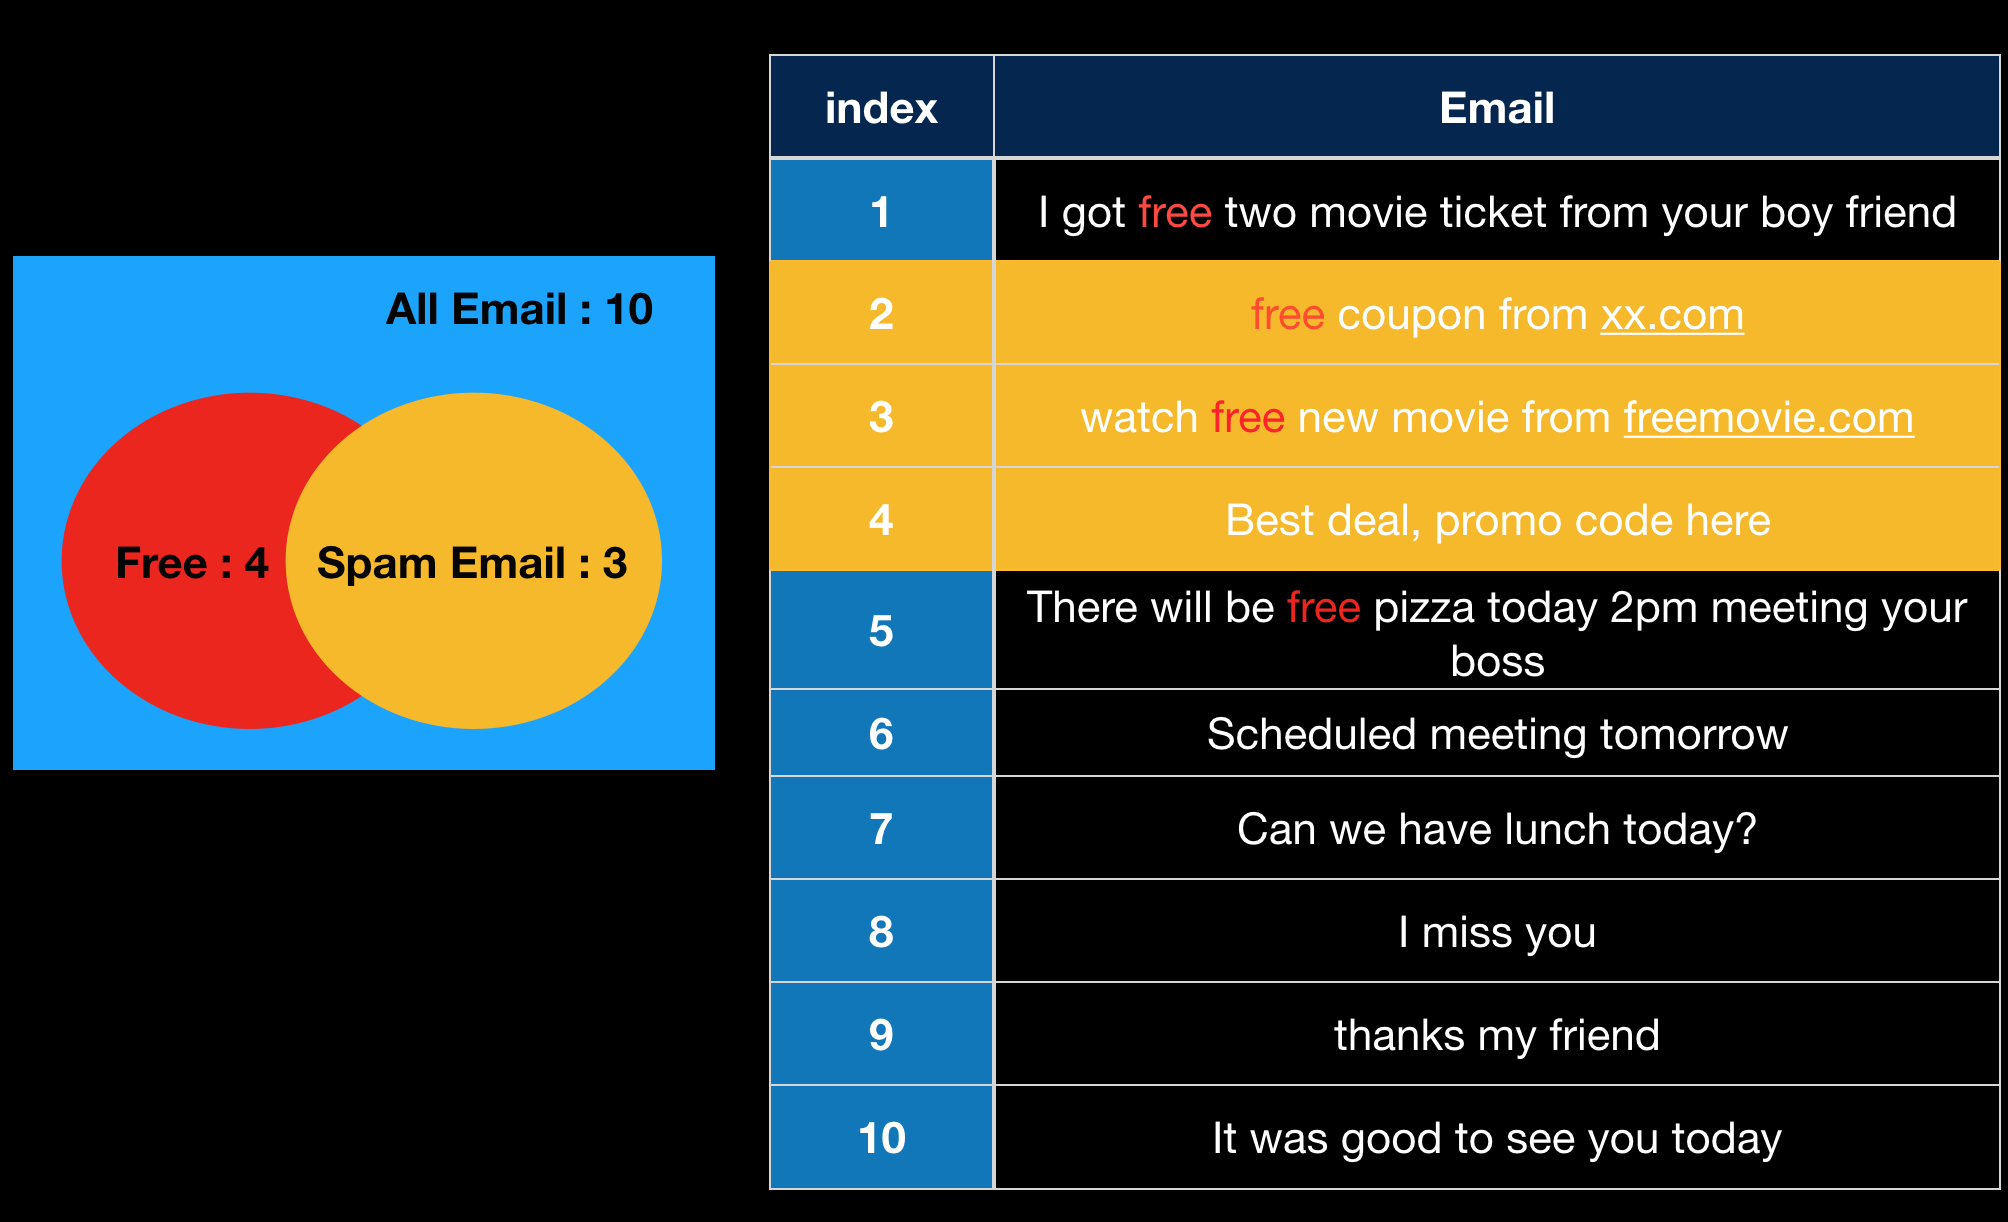 All Email : 10
Free : 4
Spam Email : 3
index Email
1 I got free two movie ticket from your boy friend
2 free coupon from xx.com
3 watch free new movie from freemovie.com
4 Best deal, promo code here
5 There will be free pizza today 2pm meeting your
boss
6 Scheduled meeting tomorrow
7 Can we have lunch today?
8 I miss you
9 thanks my friend
10 It was good to see you today